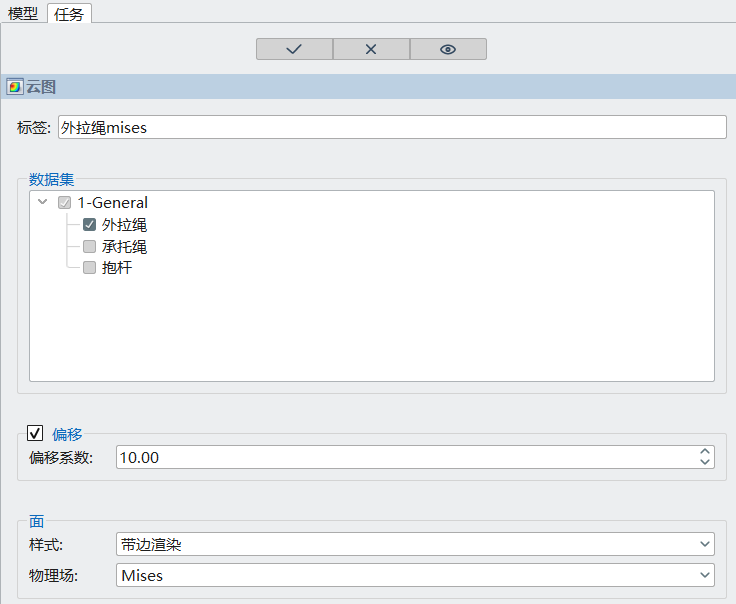 模型 任务
云图
标签: 外拉绳mises
数据集
1-General
外拉绳
承托绳
抱杆
偏移
偏移系数: 10.00
面
样式: 带边渲染
物理场: Mises